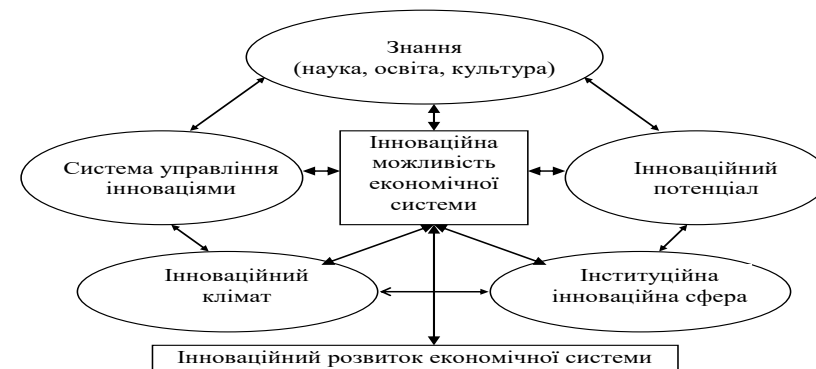 Знання
(наука, освіта, культура)
Інноваційна
можливість
економічної
системи
Система управління
інноваціями
Інноваційний
потенціал
Інноваційний
клімат
Інституційна
інноваційна сфера
Інноваційний розвиток економічної системи